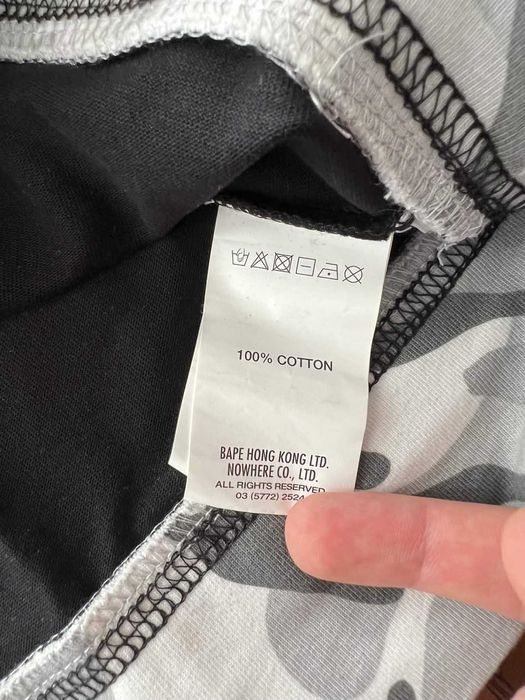 100% COTTON
BAPE HONG KONG LTD.
NOWHERE CO., LTD.
ALL RIGHTS RESERVED
03 (5772) 2524